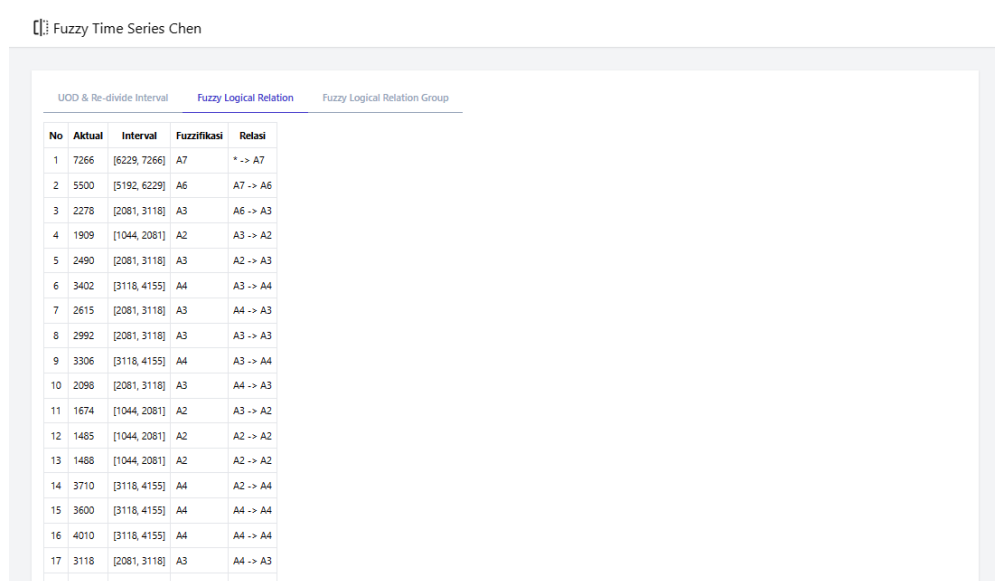 Fuzzy Time Series Chen
UOD & Re-divide Interval Fuzzy Logical Relation Fuzzy Logical Relation Group
No Aktual Interval Fuzzifikasi Relasi
1 7266 [6229, 7266] A7 * -> A7
2 5500 [5192, 6229] A6 A7 -> A6
3 2278 [2081, 3118] A3 A6 -> A3
4 1909 [1044, 2081] A2 A3 -> A2
5 2490 [2081, 3118] A3 A2 -> A3
6 3402 [3118, 4155] A4 A3 -> A4
7 2615 [2081, 3118] A3 A4 -> A3
8 2992 [2081, 3118] A3 A3 -> A3
9 3306 [3118, 4155] A4 A3 -> A4
10 2098 [2081, 3118] A3 A4 -> A3
11 1674 [1044, 2081] A2 A3 -> A2
12 1485 [1044, 2081] A2 A2 -> A2
13 1488 [1044, 2081] A2 A2 -> A2
14 3710 [3118, 4155] A4 A2 -> A4
15 3600 [3118, 4155] A4 A4 -> A4
16 4010 [3118, 4155] A4 A4 -> A4
17 3118 [2081, 3118] A3 A4 -> A3